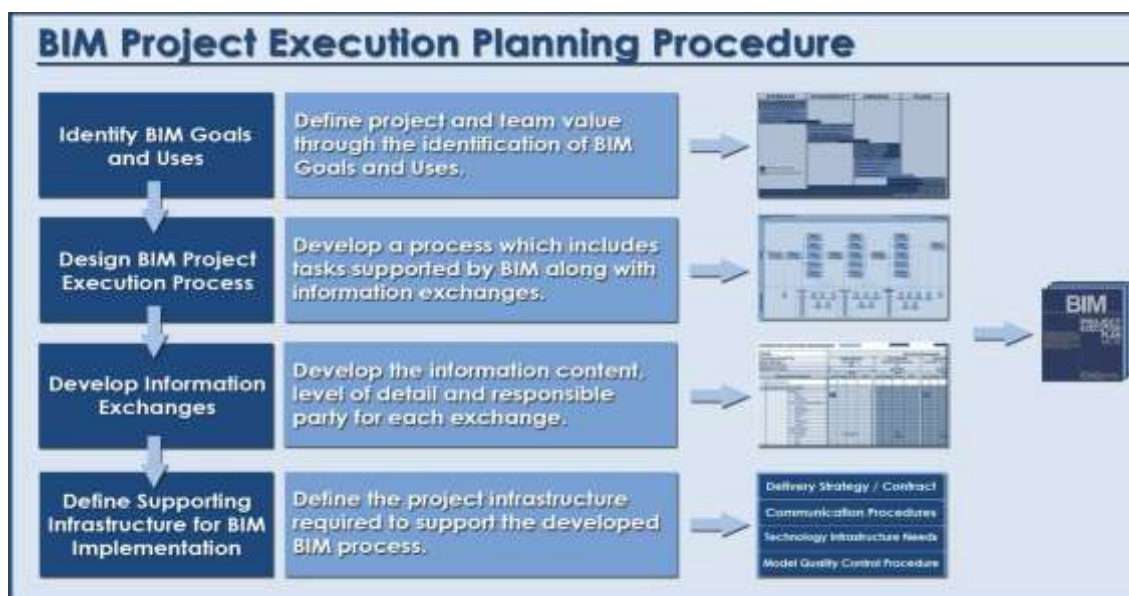 BIM Project Execution Planning Procedure
Identify BIM Goals
and Uses
Define project and team value
through the identification of BIM
Goals and Uses.
Design BIM Project
Execution Process
Develop a process which includes
tasks supported by BIM along with
information exchanges.
Develop Information
Exchanges
Develop the information content,
level of detail and responsible
party for each exchange.
Define Supporting
Infrastructure for BIM
Implementation
Define the project infrastructure
required to support the developed
BIM process.
Delivery Strategy / Contract
Communication Procedures
Technology Infrastructure Needs
Model Quality Control Procedure
BIM
PROJECT
EXECUTION
PLAN